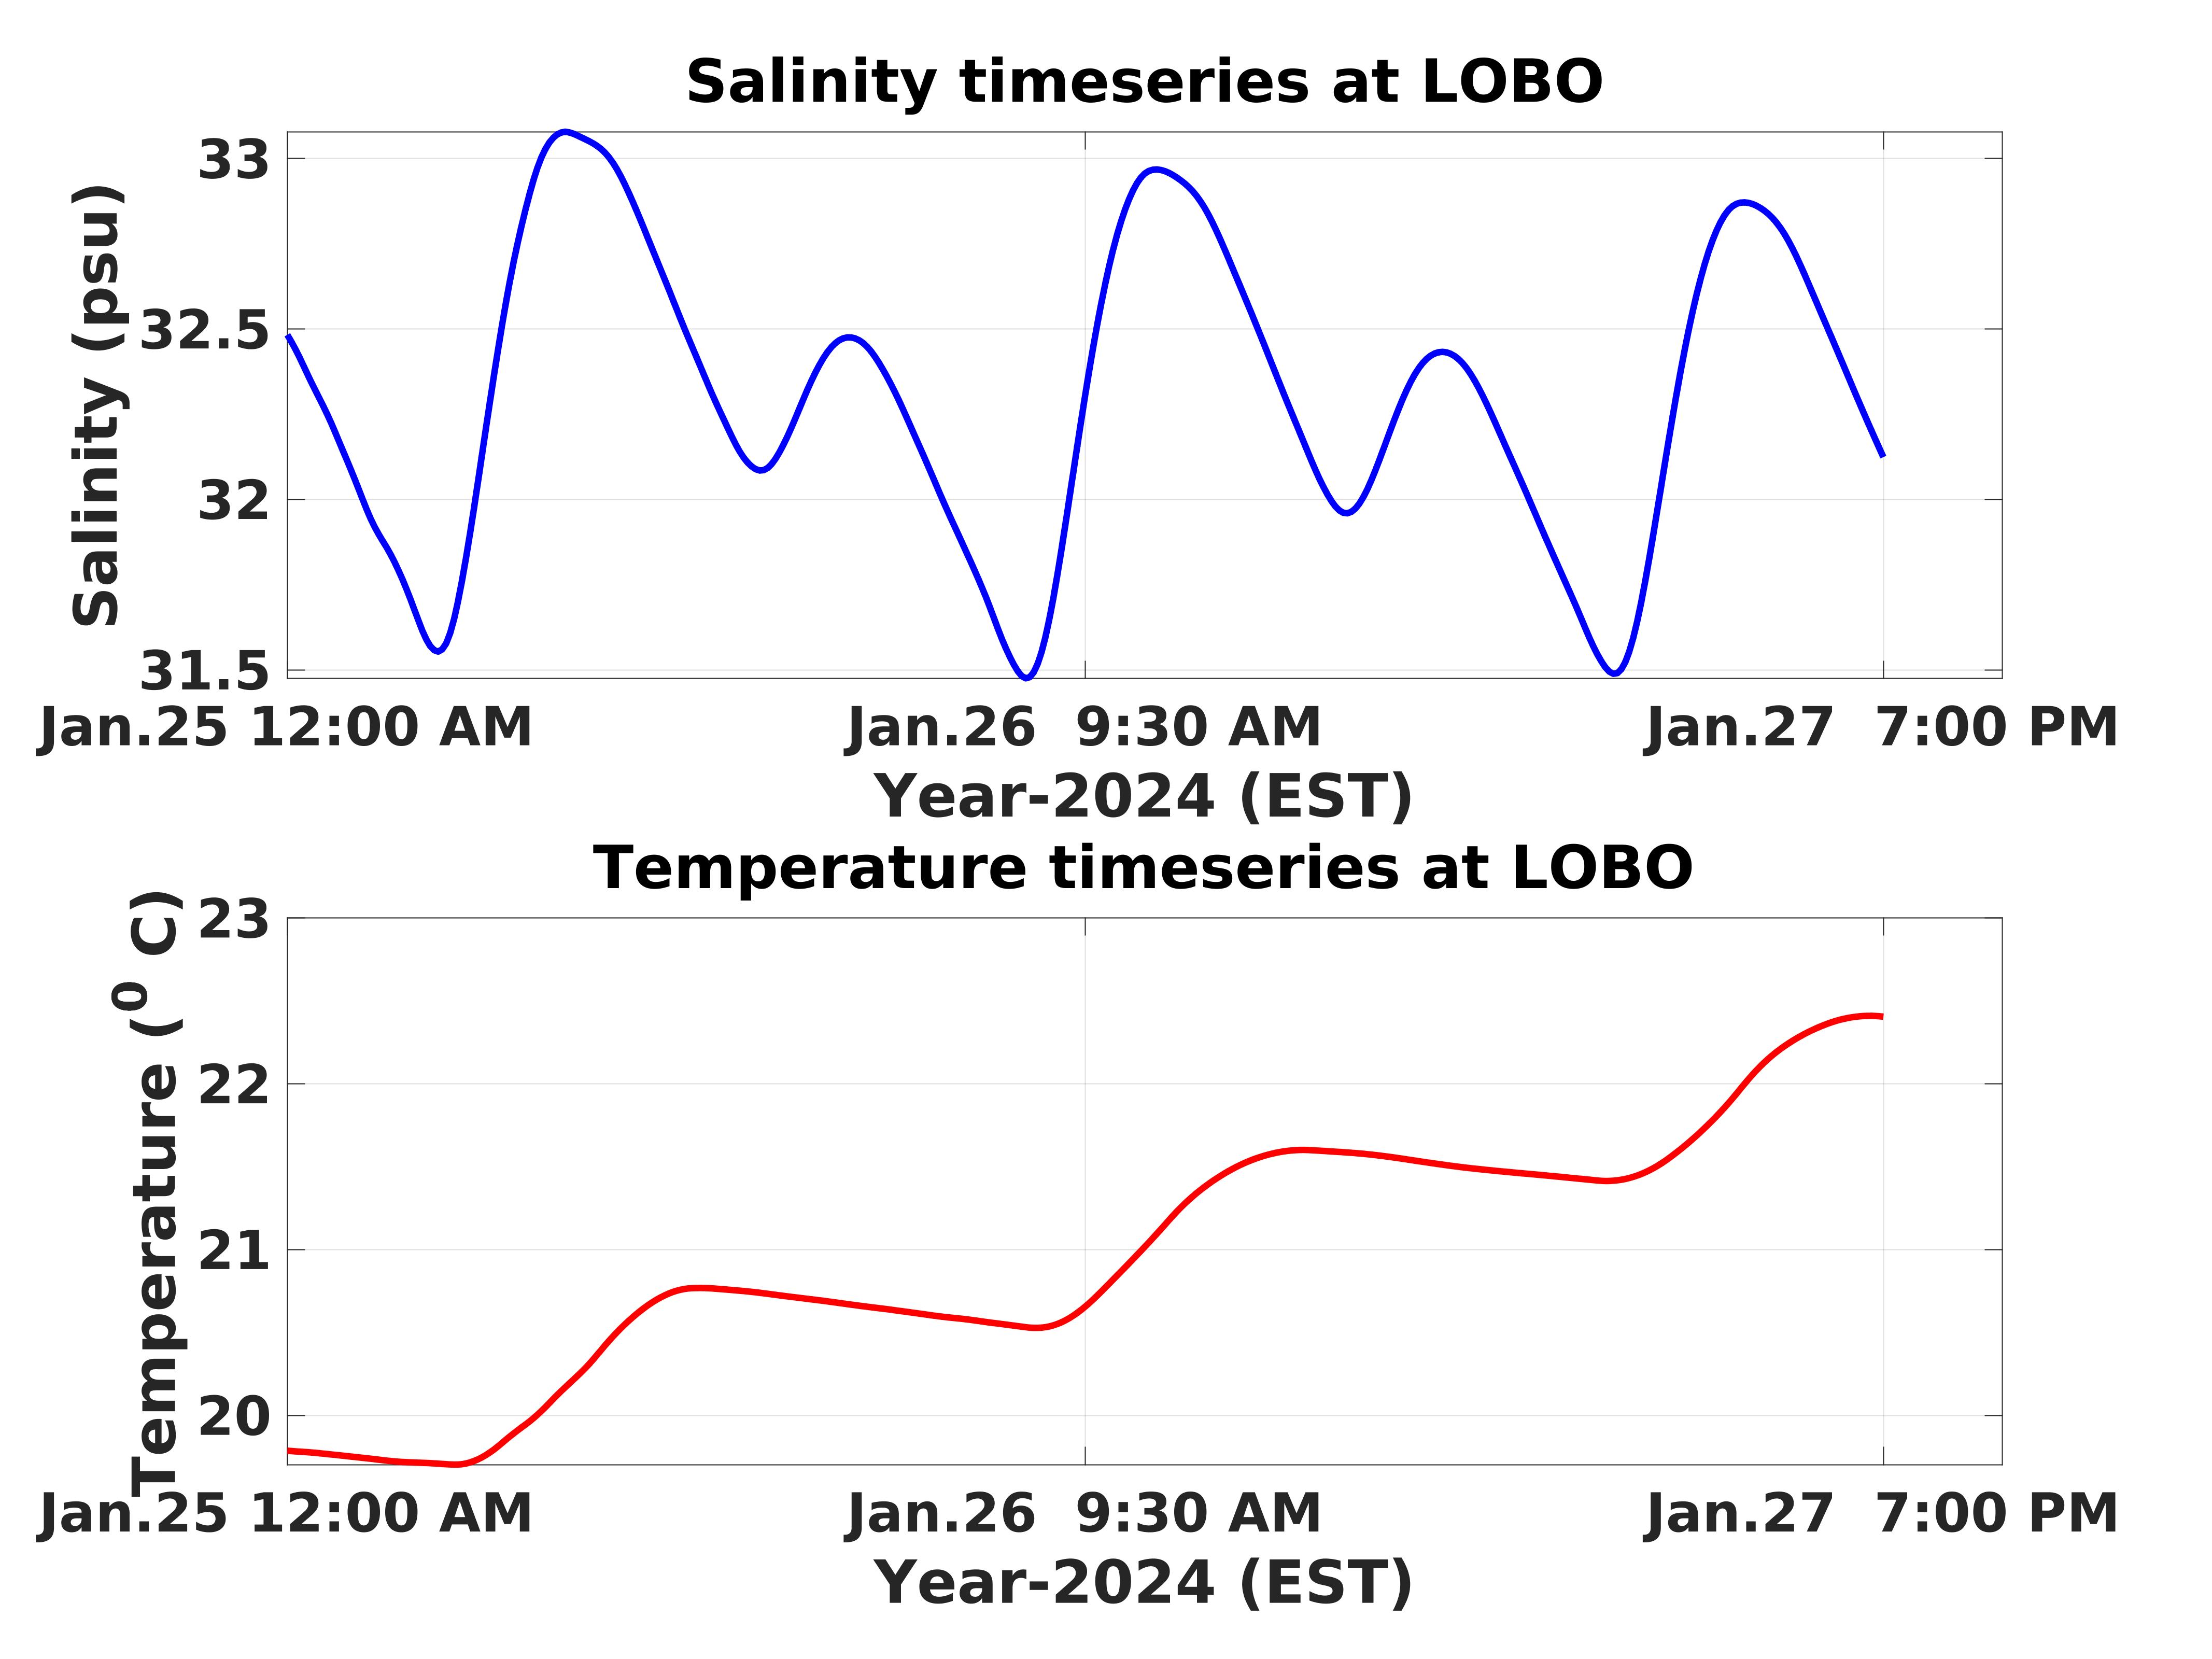 Salinity timeseries at LOBO
Salinity (psu)
33
32.5
32
31.5
Jan.25 12:00 AM Jan.26 9:30 AM Jan.27 7:00 PM
Year-2024 (EST)
Temperature timeseries at LOBO
Temperature (⁰ C)
23
22
21
20
Jan.25 12:00 AM Jan.26 9:30 AM Jan.27 7:00 PM
Year-2024 (EST)